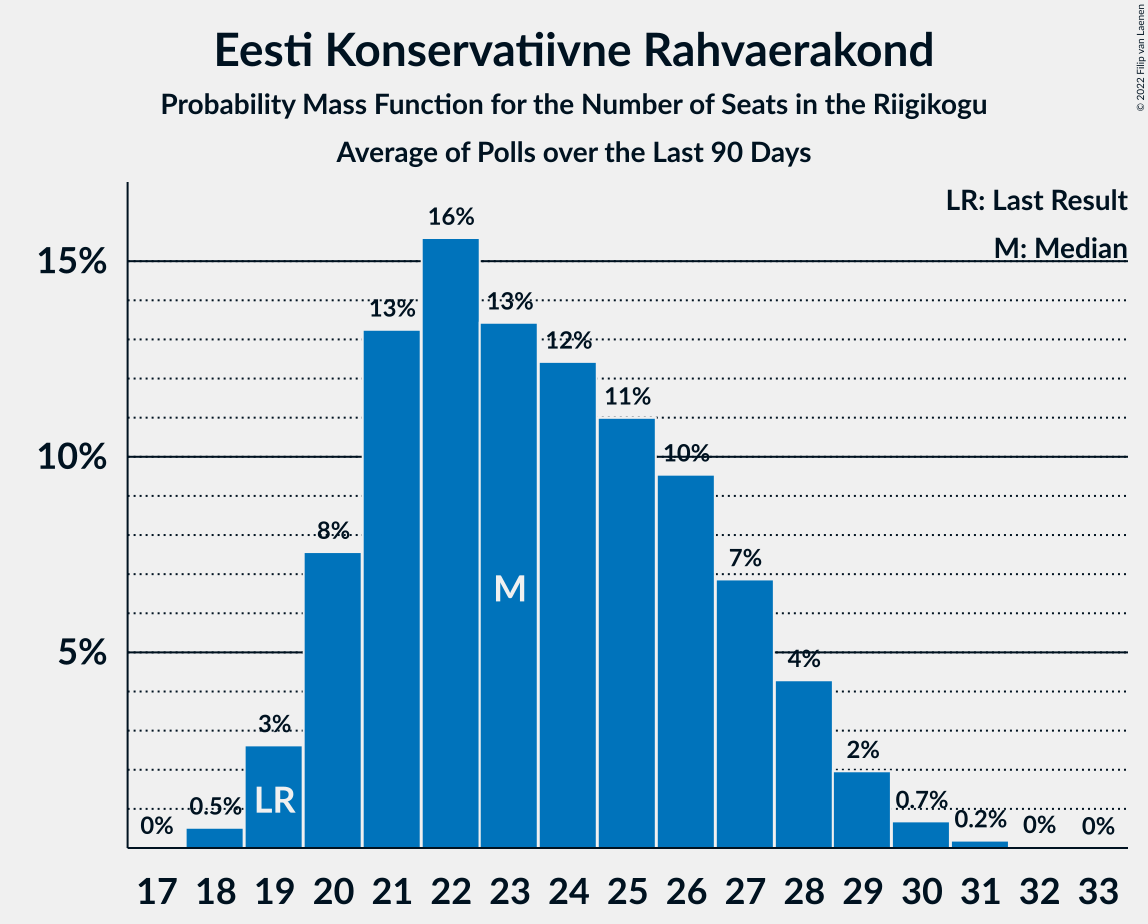 Eesti Konservatiivne Rahvaerakond
Probability Mass Function for the Number of Seats in the Riigikogu
Average of Polls over the Last 90 Days
© 2022 Filip van Laenen
LR: Last Result
M: Median
15%
10%
5%
0%
0.5%
3%
8%
13%
16%
13%
12%
11%
10%
7%
4%
2%
0.7%
0.2%
0%
0%
LR
M
17 18 19 20 21 22 23 24 25 26 27 28 29 30 31 32 33